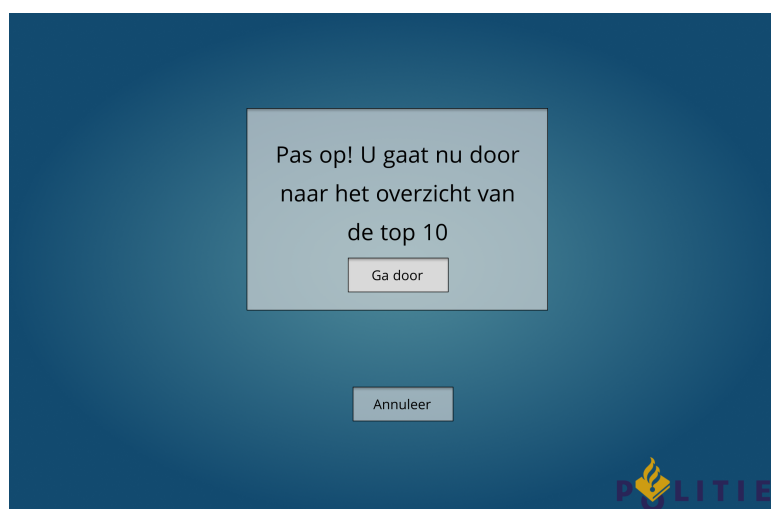 Pas op! U gaat nu door
naar het overzicht van
de top 10
Ga door
Annuleer
POLITIE